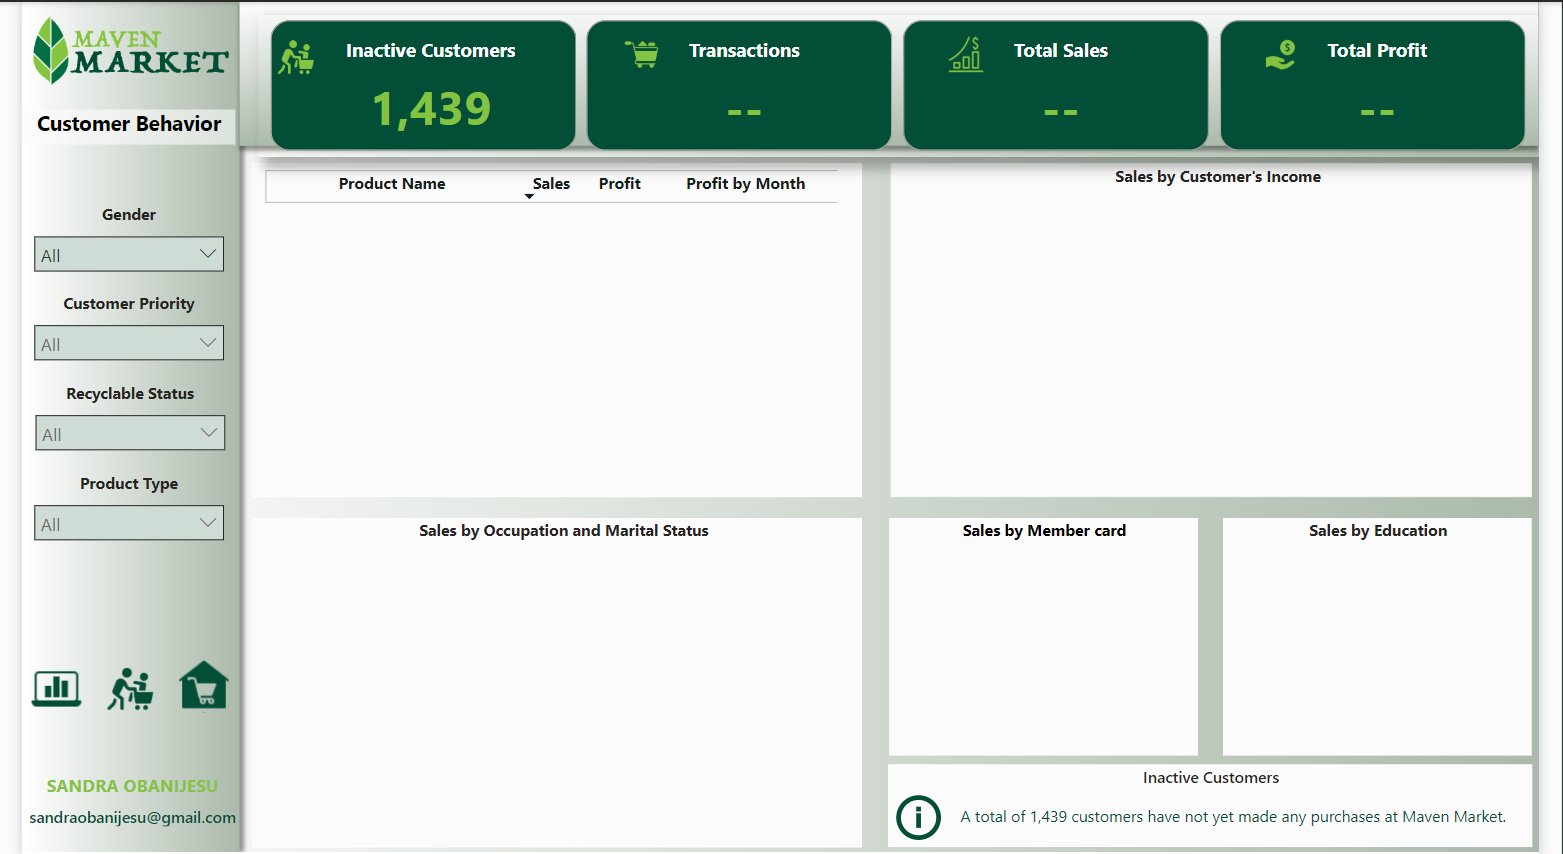 MAVEN
MARKET
Customer Behavior
Gender
All
Customer Priority
All
Recyclable Status
All
Product Type
All
SANDRA OBANIJESU
sandraobanijesu@gmail.com
Inactive Customers
1,439
Transactions
--
Total Sales
--
Total Profit
--
Product Name Sales Profit Profit by Month
Sales by Customer's Income
Sales by Occupation and Marital Status
Sales by Member card
Sales by Education
Inactive Customers
A total of 1,439 customers have not yet made any purchases at Maven Market.